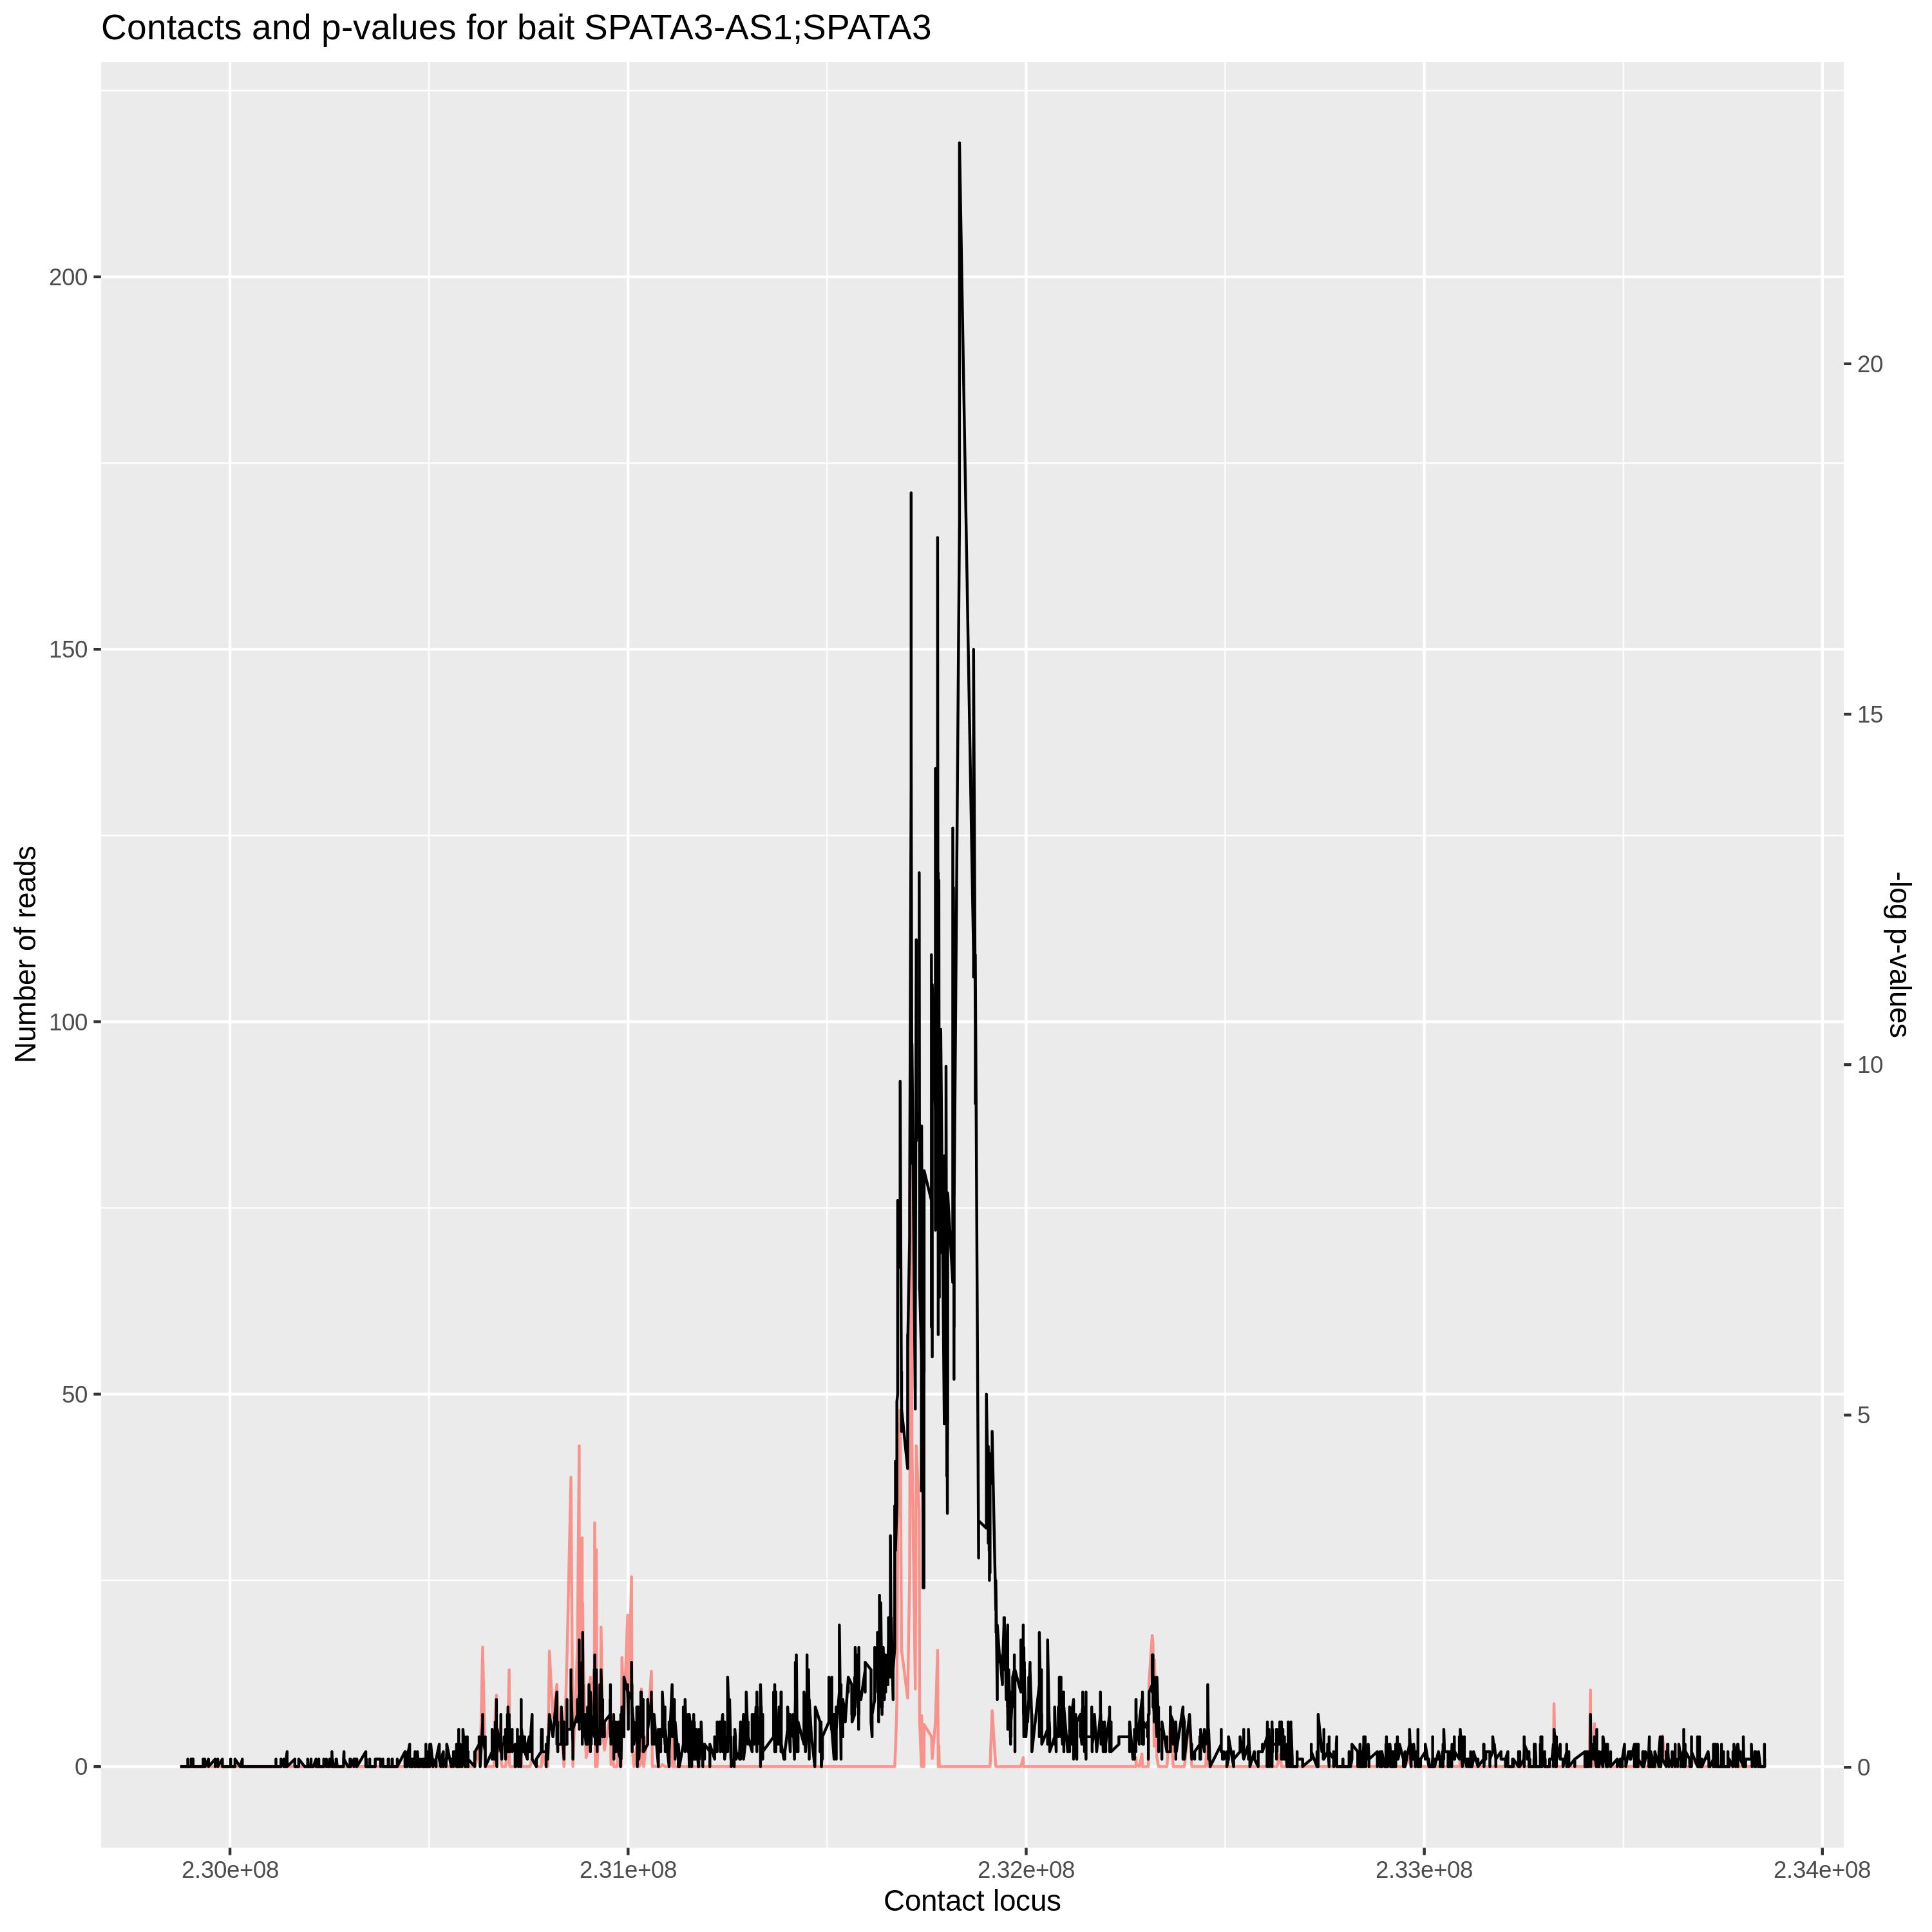 Contacts and p-values for bait SPATA3-AS1;SPATA3
200
150
100
50
0
Number of reads
20
15
10
5
0
-log p-values
2.30e+08
2.31e+08
2.32e+08
2.33e+08
2.34e+08
Contact locus